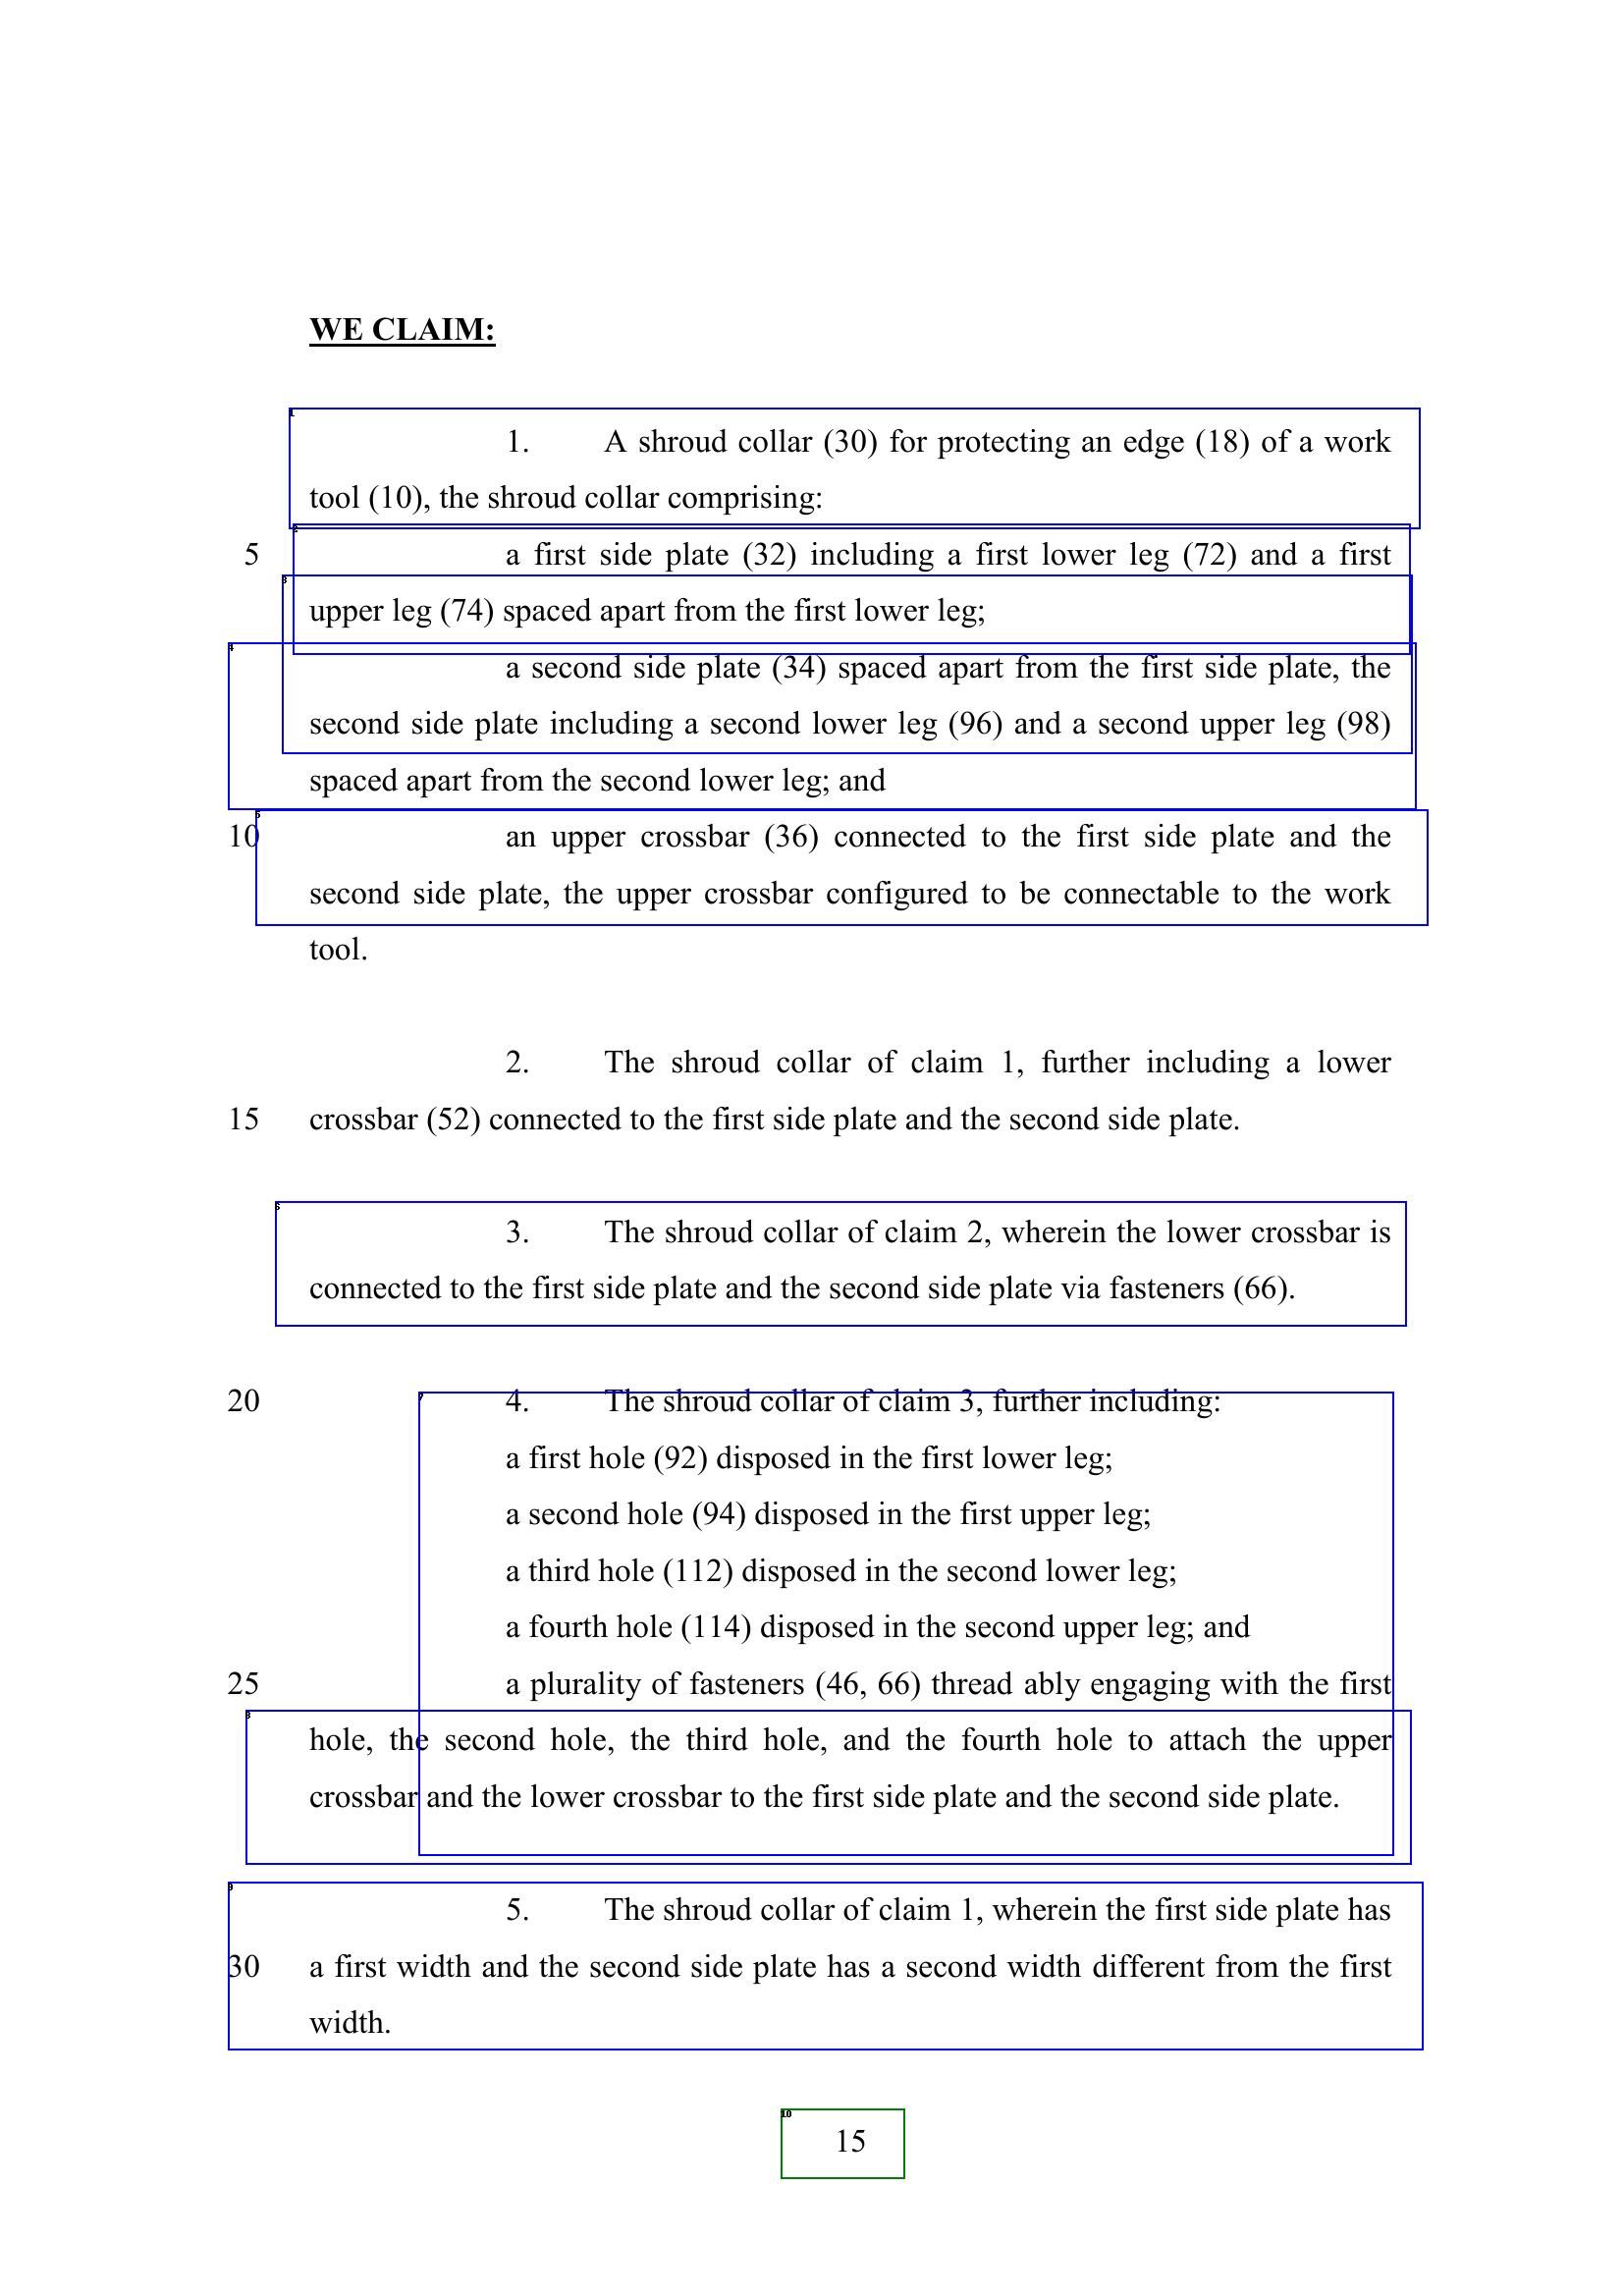 WE CLAIM:
1. A shroud collar (30) for protecting an edge (18) of a work
tool (10), the shroud collar comprising:
5 a first side plate (32) including a first lower leg (72) and a first
upper leg (74) spaced apart from the first lower leg;
a second side plate (34) spaced apart from the first side plate, the
second side plate including a second lower leg (96) and a second upper leg (98)
spaced apart from the second lower leg; and
10 an upper crossbar (36) connected to the first side plate and the
second side plate, the upper crossbar configured to be connectable to the work
tool.
2. The shroud collar of claim 1, further including a lower
15 crossbar (52) connected to the first side plate and the second side plate.
3. The shroud collar of claim 2, wherein the lower crossbar is
connected to the first side plate and the second side plate via fasteners (66).
20 4. The shroud collar of claim 3, further including:
a first hole (92) disposed in the first lower leg;
a second hole (94) disposed in the first upper leg;
a third hole (112) disposed in the second lower leg;
a fourth hole (114) disposed in the second upper leg; and
25 a plurality of fasteners (46, 66) thread ably engaging with the first
hole, the second hole, the third hole, and the fourth hole to attach the upper
crossbar and the lower crossbar to the first side plate and the second side plate.
5. The shroud collar of claim 1, wherein the first side plate has
30 a first width and the second side plate has a second width different from the first
width.
10
15